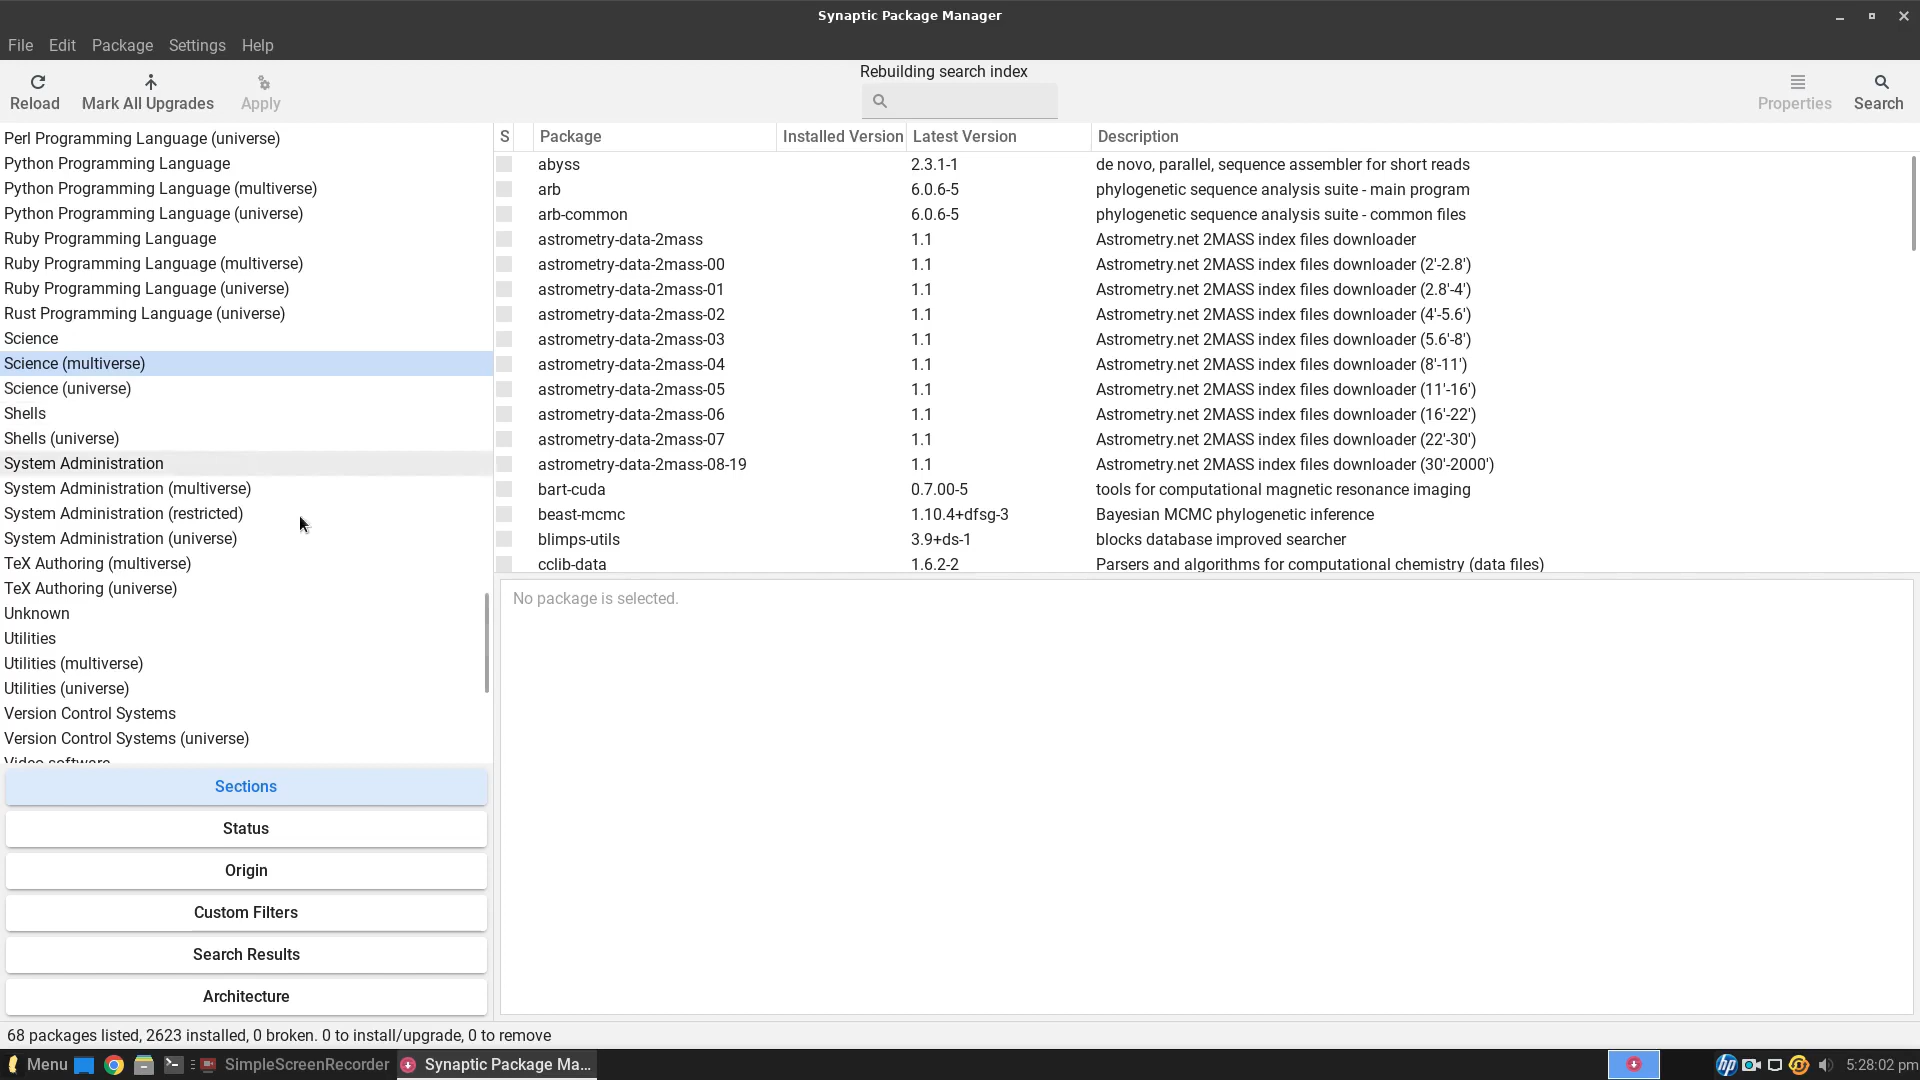 Synaptic Package Manager
File Edit Package Settings Help
Rebuilding search index
Reload Mark All Upgrades Apply Properties Search
Perl Programming Language (universe)
Python Programming Language
Python Programming Language (multiverse)
Python Programming Language (universe)
Ruby Programming Language
Ruby Programming Language (multiverse)
Ruby Programming Language (universe)
Rust Programming Language (universe)
Science
Science (multiverse)
Science (universe)
Shells
Shells (universe)
System Administration
System Administration (multiverse)
System Administration (restricted)
System Administration (universe)
TeX Authoring (multiverse)
TeX Authoring (universe)
Unknown
Utilities
Utilities (multiverse)
Utilities (universe)
Version Control Systems
Version Control Systems (universe)
Video software
Sections
Status
Origin
Custom Filters
Search Results
Architecture
S Package Installed Version Latest Version Description
abyss 2.3.1-1 de novo, parallel, sequence assembler for short reads
arb 6.0.6-5 phylogenetic sequence analysis suite - main program
arb-common 6.0.6-5 phylogenetic sequence analysis suite - common files
astrometry-data-2mass 1.1 Astrometry.net 2MASS index files downloader
astrometry-data-2mass-00 1.1 Astrometry.net 2MASS index files downloader (2'-2.8')
astrometry-data-2mass-01 1.1 Astrometry.net 2MASS index files downloader (2.8'-4')
astrometry-data-2mass-02 1.1 Astrometry.net 2MASS index files downloader (4'-5.6')
astrometry-data-2mass-03 1.1 Astrometry.net 2MASS index files downloader (5.6'-8')
astrometry-data-2mass-04 1.1 Astrometry.net 2MASS index files downloader (8'-11')
astrometry-data-2mass-05 1.1 Astrometry.net 2MASS index files downloader (11'-16')
astrometry-data-2mass-06 1.1 Astrometry.net 2MASS index files downloader (16'-22')
astrometry-data-2mass-07 1.1 Astrometry.net 2MASS index files downloader (22'-30')
astrometry-data-2mass-08-19 1.1 Astrometry.net 2MASS index files downloader (30'-2000')
bart-cuda 0.7.00-5 tools for computational magnetic resonance imaging
beast-mcmc 1.10.4+dfsg-3 Bayesian MCMC phylogenetic inference
blimps-utils 3.9+ds-1 blocks database improved searcher
cclib-data 1.6.2-2 Parsers and algorithms for computational chemistry (data files)
No package is selected.
68 packages listed, 2623 installed, 0 broken. 0 to install/upgrade, 0 to remove
Menu SimpleScreenRecorder Synaptic Package Ma... hp 5:28:02 pm